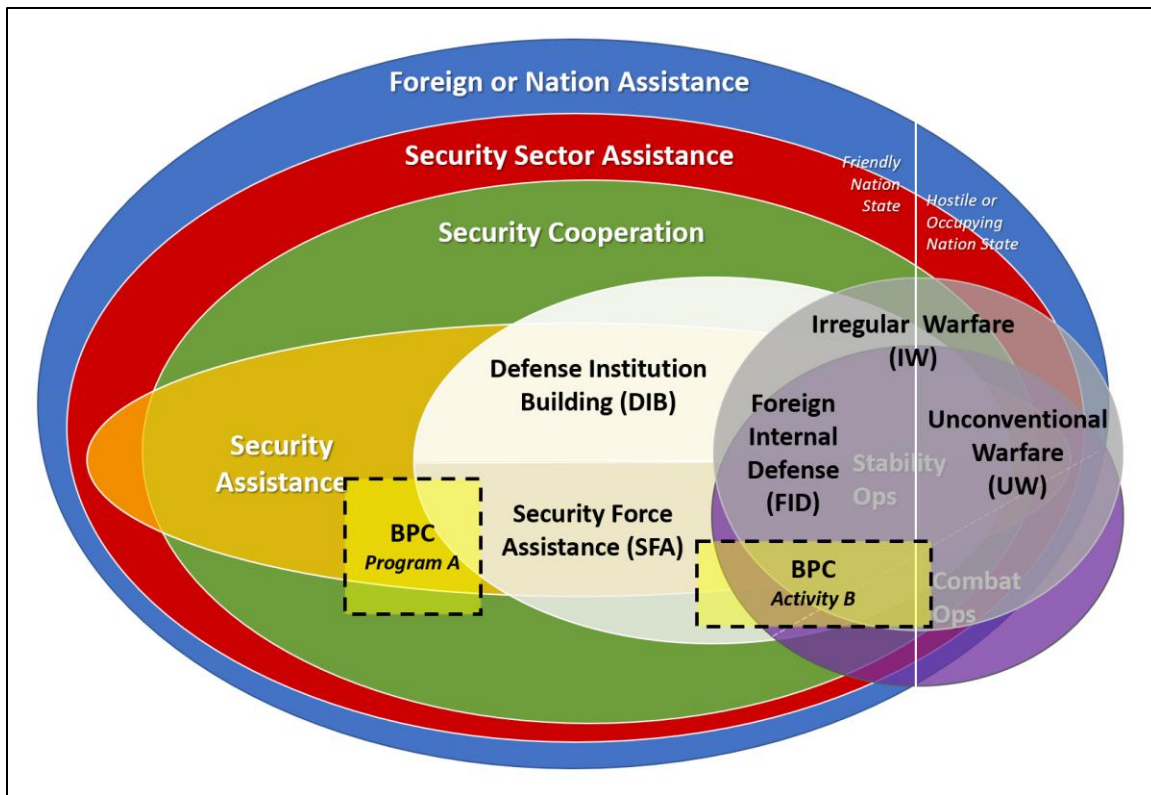 Foreign or Nation Assistance
Security Sector Assistance
Security Cooperation
Friendly
Nation
State
Hostile or
Occupying
Nation State
Irregular Warfare
(IW)
Defense Institution
Building (DIB)
Foreign
Internal
Defense
(FID)
Unconventional
Warfare
(UW)
Stability
Ops
Security
Assistance
BPC
Program A
Security Force
Assistance (SFA)
BPC
Activity B
Combat
Ops